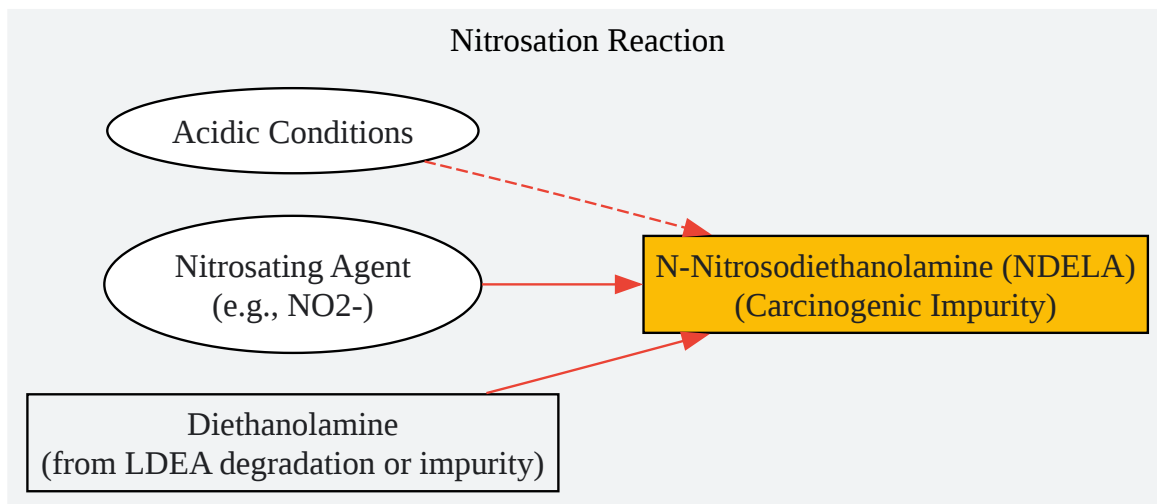 Nitrosation Reaction
Acidic Conditions
Nitrosating Agent
(e.g., NO2-)
N-Nitrosodiethanolamine (NDELA)
(Carcinogenic Impurity)
Diethanolamine
(from LDEA degradation or impurity)